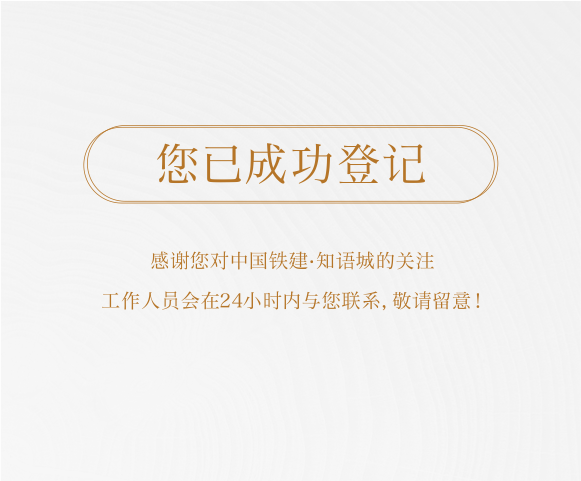 您已成功登记
感谢您对中国铁建·知语城的关注
工作人员会在24小时内与您联系，敬请留意！